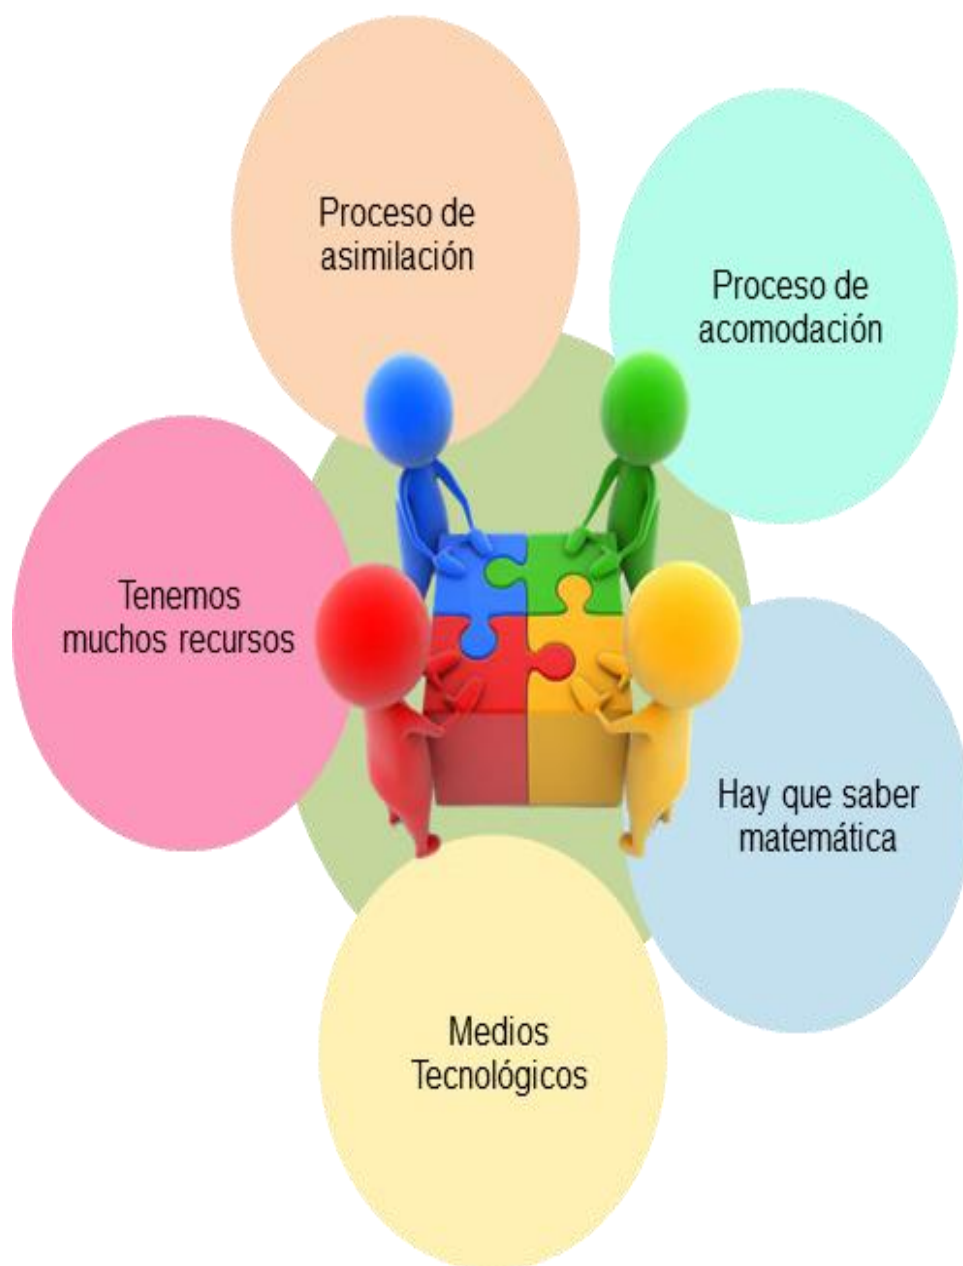 Proceso de
asimilación
Proceso de
acomodación
Tenemos
muchos recursos
Hay que saber
matemática
Medios
Tecnológicos